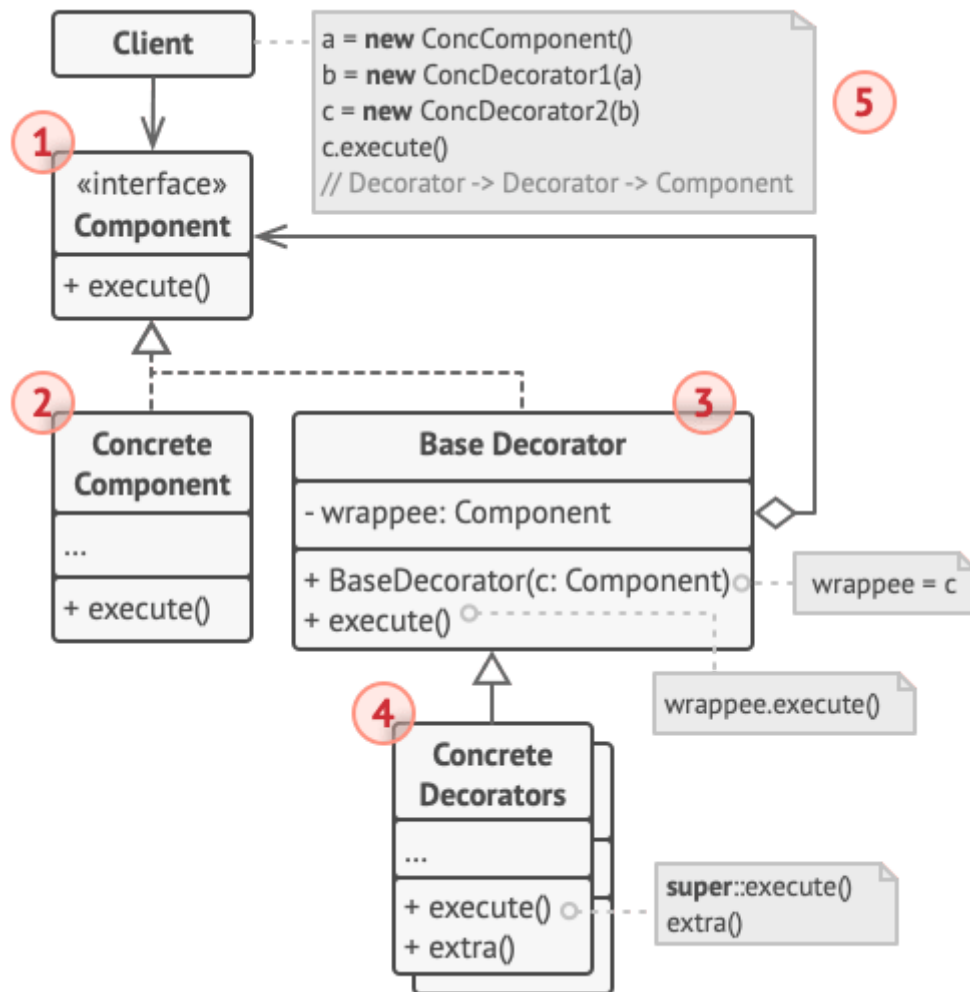 Client
a = new ConcComponent()
b = new ConcDecorator1(a)
c = new ConcDecorator2(b)
c.execute()
// Decorator -> Decorator -> Component
5
1
«interface»
Component
+ execute()
2
Concrete
Component
...
+ execute()
3
Base Decorator
- wrappee: Component
+ BaseDecorator(c: Component)
+ execute()
wrappee = c
wrappee.execute()
4
Concrete
Decorators
...
+ execute()
+ extra()
super::execute()
extra()